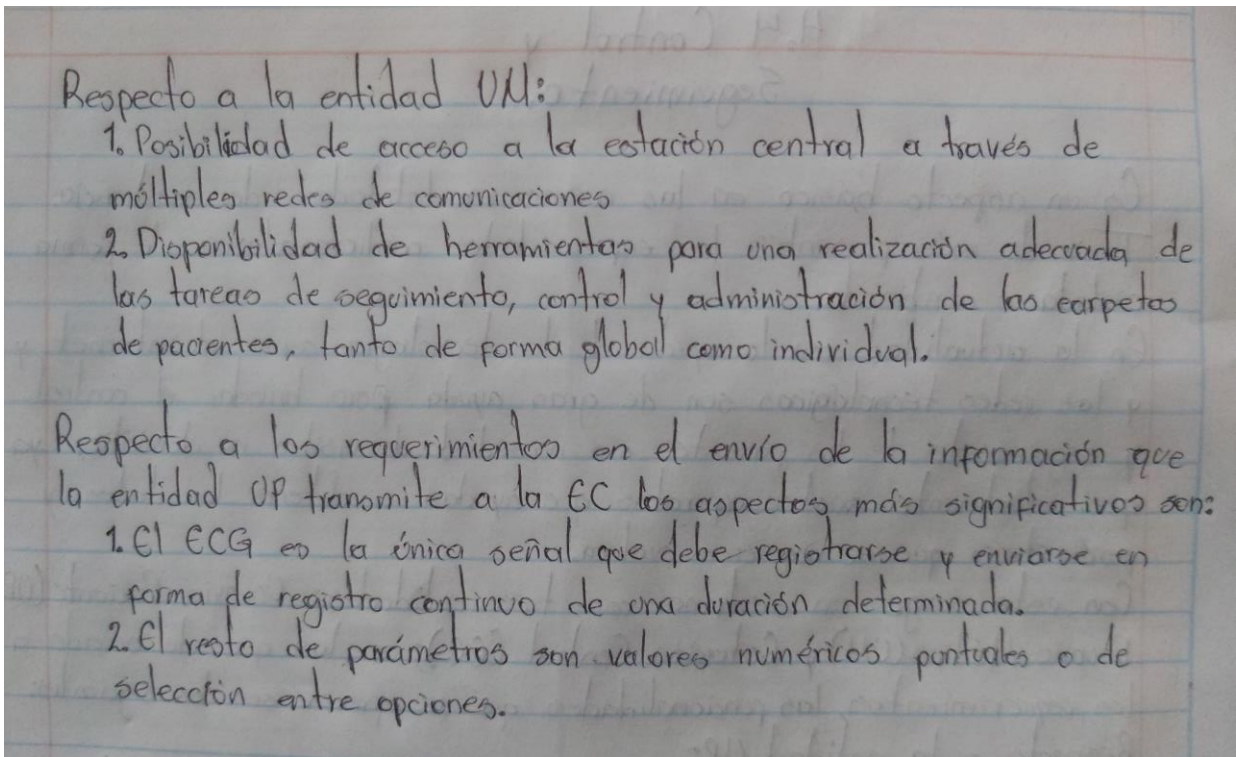 Respecto a la entidad UM:
1. Posibilidad de acceso a la estación central a través de
múltiples redes de comunicaciones
2. Disponibilidad de herramientas para una realización adecuada de
las tareas de seguimiento, control y administración de las carpetas
de pacientes, tanto de forma global como individual.
Respecto a los requerimientos en el envío de la información que
la entidad UP transmite a la EC los aspectos más significativos son:
1. El ECG es la única señal que debe registrarse y enviarse en
forma de registro continuo de una duración determinada.
2. El resto de parámetros son valores numéricos puntuales o de
selección entre opciones.